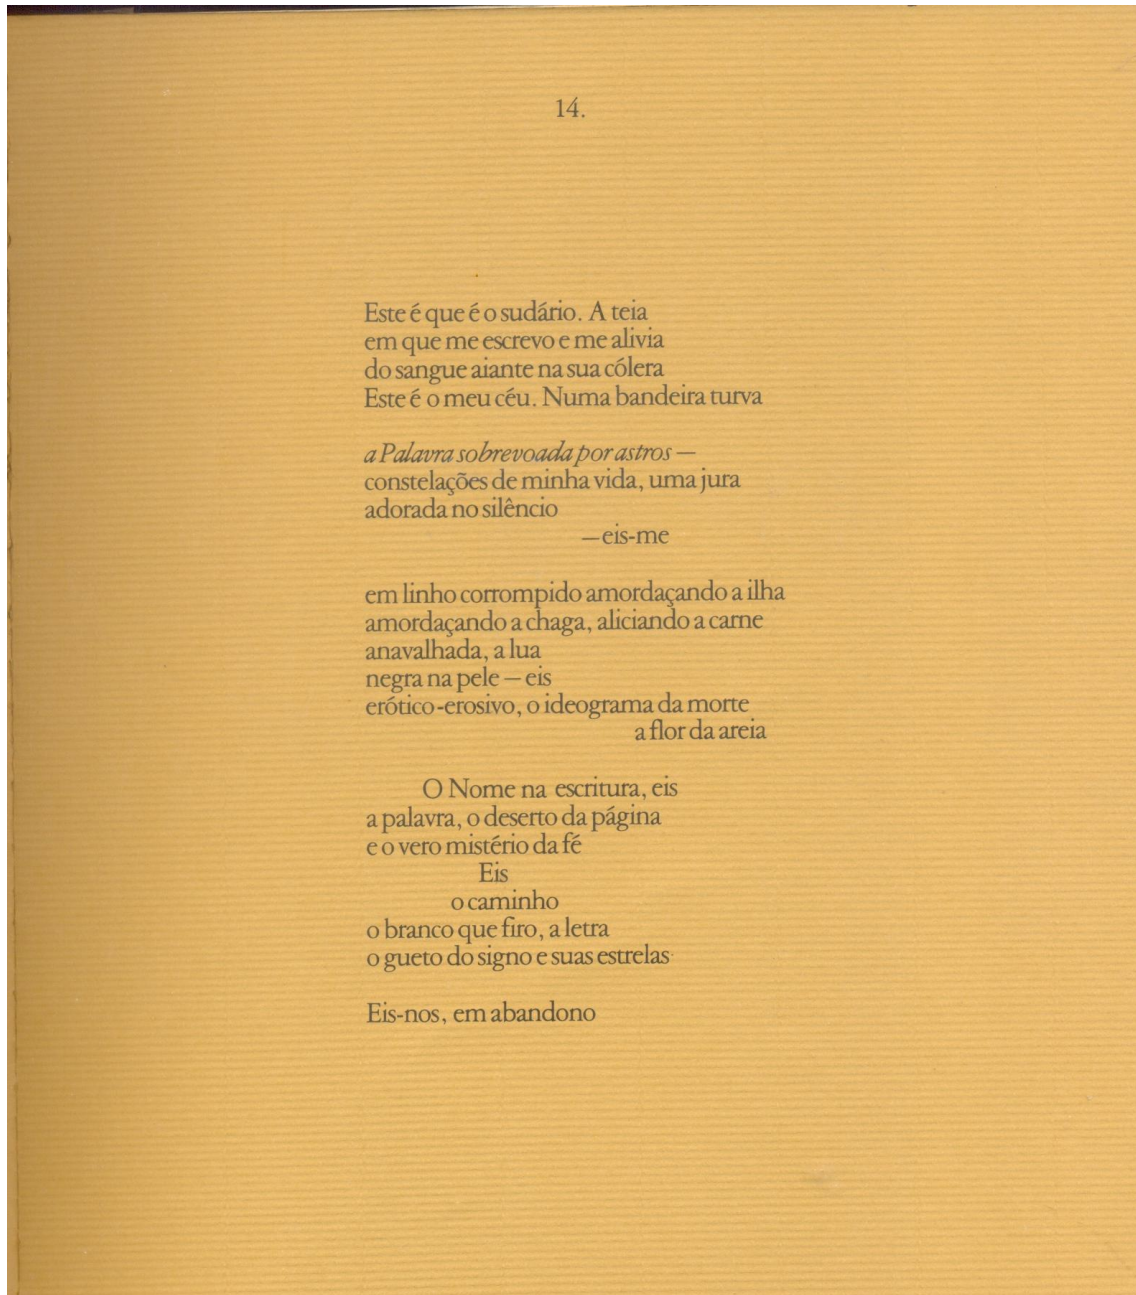 14.
Este é que é o sudário. A teia
em que me escrevo e me alivia
do sangue aiante na sua cólera
Este é o meu céu. Numa bandeira turva
a Palavra sobrevoada por astros —
constelações de minha vida, uma jura
adorada no silêncio
— eis-me
em linho corrompido amordaçando a ilha
amordaçando a chaga, aliciando a carne
anavalhada, a lua
negra na pele — eis
erótico-erosivo, o ideograma da morte
a flor da areia
O Nome na escritura, eis
a palavra, o deserto da página
e o vero mistério da fé
Eis
o caminho
o branco que firo, a letra
o gueto do signo e suas estrelas
Eis-nos, em abandono